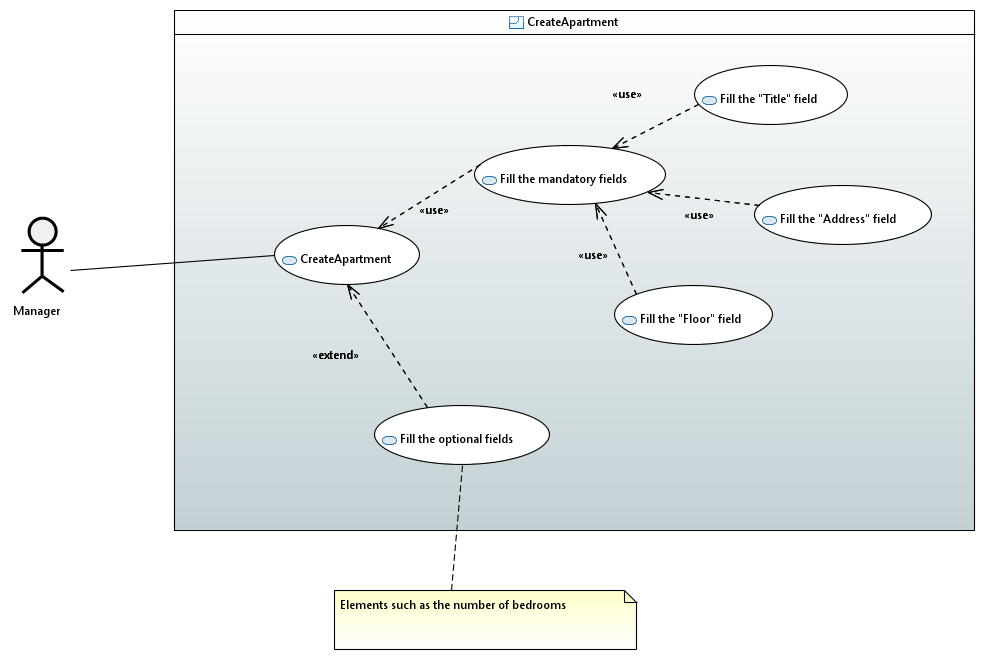 CreateApartment
«use»
Fill the "Title" field
Fill the mandatory fields
«use»
«use»
Fill the "Address" field
«use»
CreateApartment
Manager
Fill the "Floor" field
«extend»
Fill the optional fields
Elements such as the number of bedrooms